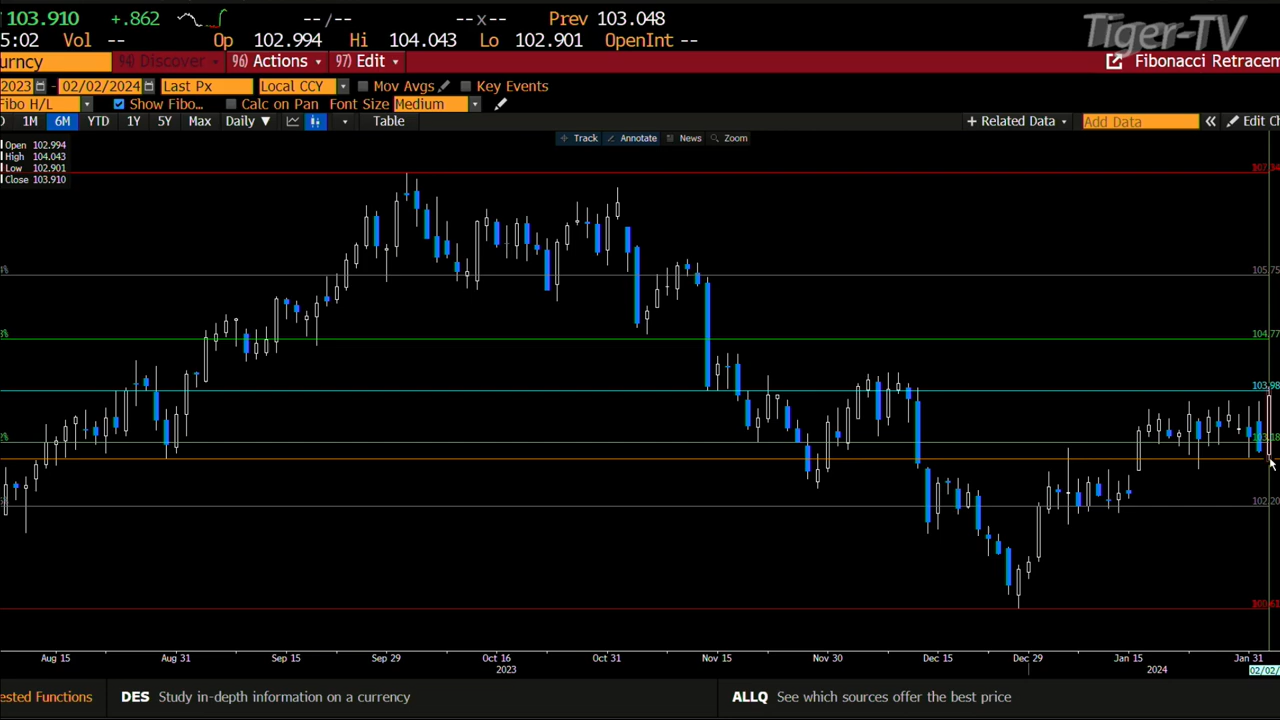 103.910 +.862 -- / -- -- x -- Prev 103.048
5:02 Vol -- Op 102.994 Hi 104.043 Lo 102.901 OpenInt --
Tiger-TV
urncy 94) Discover 96) Actions 97) Edit Fibonacci Retracem
2023 02/02/2024 Last Px Local CCY Mov Avgs Key Events
Fibo H/L Show Fibo... Calc on Pan Font Size Medium
1M 6M YTD 1Y 5Y Max Daily ▼ Table + Related Data Add Data « Edit Ch
Track Annotate News Zoom
Open 102.994
High 104.043
Low 102.901
Close 103.910
105.75
104.77
103.98
103.18
102.20
Aug 15 Aug 31 Sep 15 Sep 29 Oct 16 Oct 31 Nov 15 Nov 30 Dec 15 Dec 29 Jan 15 Jan 31
2023 2024 02/02/
ested Functions DES Study in-depth information on a currency ALLQ See which sources offer the best price